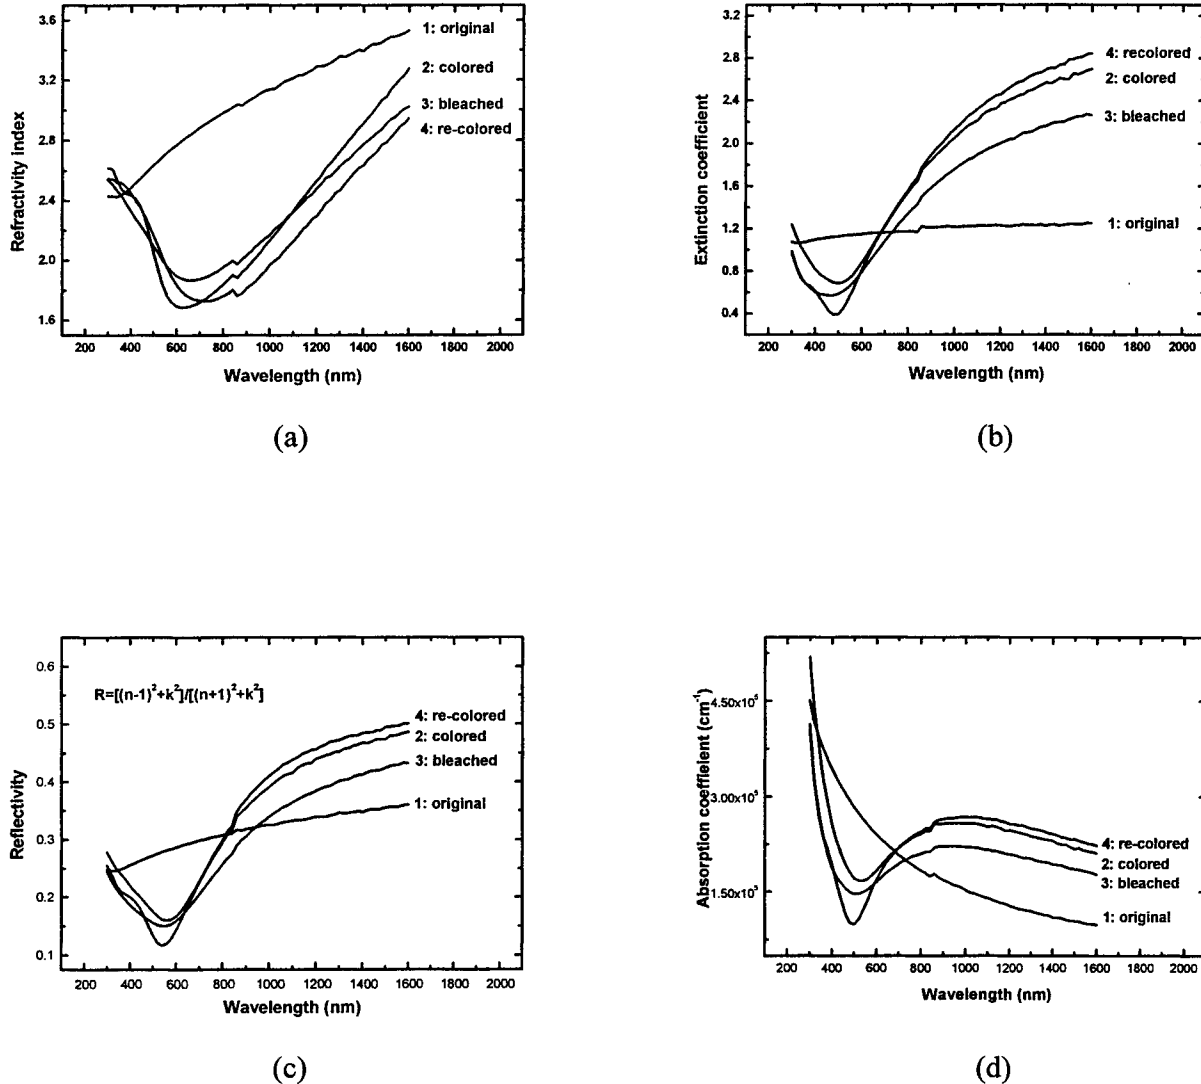 3.6
3.2
2.8
2.4
2.0
1.6
Refractivity index
1: original
2: colored
3: bleached
4: re-colored
200 400 600 800 1000 1200 1400 1600 1800 2000
Wavelength (nm)
(a)
3.2
2.8
2.4
2.0
1.6
1.2
0.8
0.4
Extinction coefficient
4: recolored
2: colored
3: bleached
1: original
200 400 600 800 1000 1200 1400 1600 1800 2000
Wavelength (nm)
(b)
0.6
0.5
0.4
0.3
0.2
0.1
Reflectivity
R=[(n-1)²+k²]/[(n+1)²+k²]
4: re-colored
2: colored
3: bleached
1: original
200 400 600 800 1000 1200 1400 1600 1800 2000
Wavelength (nm)
(c)
4.50x10⁵
3.00x10⁵
1.50x10⁵
Absorption coeffielent (cm⁻¹)
4: re-colored
2: colored
3: bleached
1: original
200 400 600 800 1000 1200 1400 1600 1800 2000
Wavelength (nm)
(d)